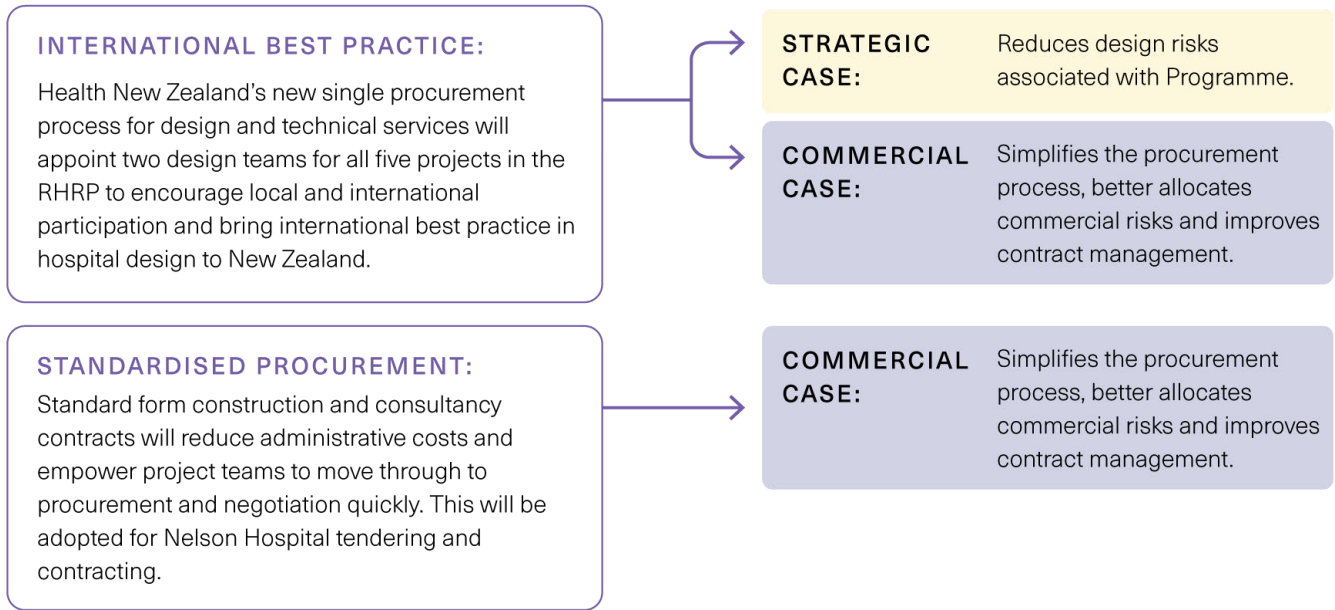 INTERNATIONAL BEST PRACTICE:
Health New Zealand’s new single procurement
process for design and technical services will
appoint two design teams for all five projects in the
RHRP to encourage local and international
participation and bring international best practice in
hospital design to New Zealand.
STRATEGIC
CASE:
Reduces design risks
associated with Programme.
COMMERCIAL
CASE:
Simplifies the procurement
process, better allocates
commercial risks and improves
contract management.
STANDARDISED PROCUREMENT:
Standard form construction and consultancy
contracts will reduce administrative costs and
empower project teams to move through to
procurement and negotiation quickly. This will be
adopted for Nelson Hospital tendering and
contracting.
COMMERCIAL
CASE:
Simplifies the procurement
process, better allocates
commercial risks and improves
contract management.